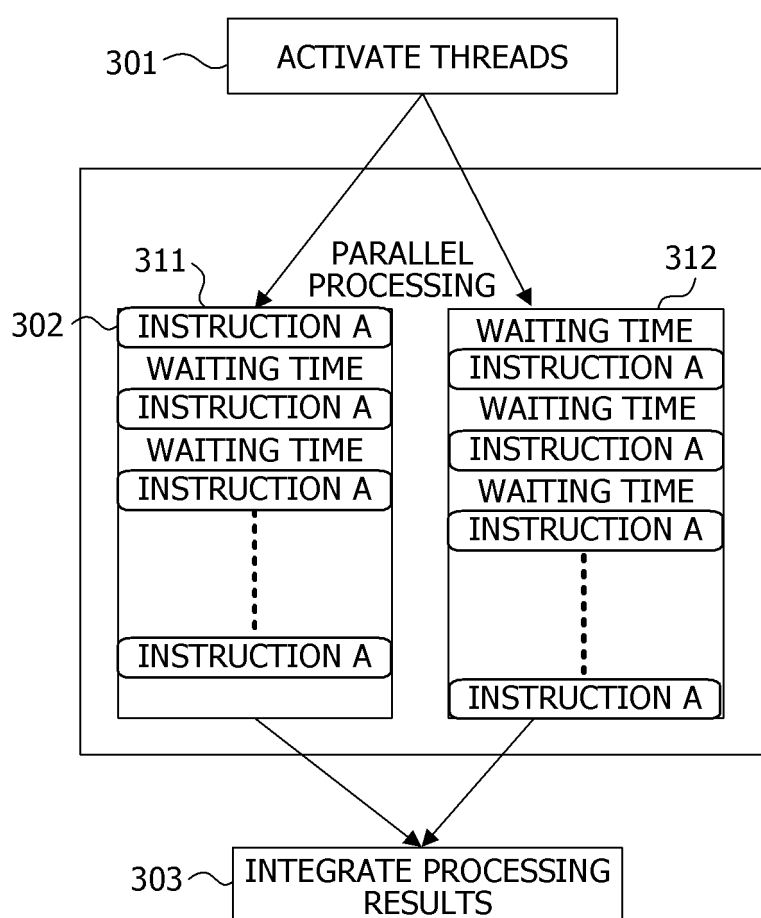 301
ACTIVATE THREADS
PARALLEL
PROCESSING
311
312
302
INSTRUCTION A
WAITING TIME
INSTRUCTION A
WAITING TIME
INSTRUCTION A
INSTRUCTION A
WAITING TIME
INSTRUCTION A
WAITING TIME
INSTRUCTION A
WAITING TIME
INSTRUCTION A
INSTRUCTION A
303
INTEGRATE PROCESSING
RESULTS